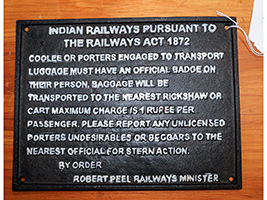 INDIAN RAILWAYS PURSUANT TO
THE RAILWAYS ACT 1872
COOLEE OR PORTERS ENGAGED TO TRANSPORT
LUGGAGE MUST HAVE AN OFFICIAL BADGE ON
THEIR PERSON, BAGGAGE WILL BE
TRANSPORTED TO THE NEAREST RICKSHAW OR
CART MAXIMUM CHARGE IS 1 RUPEE PER
PASSENGER. PLEASE REPORT ANY UNLICENSED
PORTERS UNDESIRABLES OR BEGGARS TO THE
NEAREST OFFICIAL FOR STERN ACTION.
BY ORDER
ROBERT PEEL RAILWAYS MINISTER